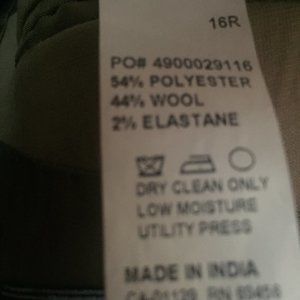 16R
PO# 4900029116
54% POLYESTER
44% WOOL
2% ELASTANE
DRY CLEAN ONLY
LOW MOISTURE
UTILITY PRESS
MADE IN INDIA
RN